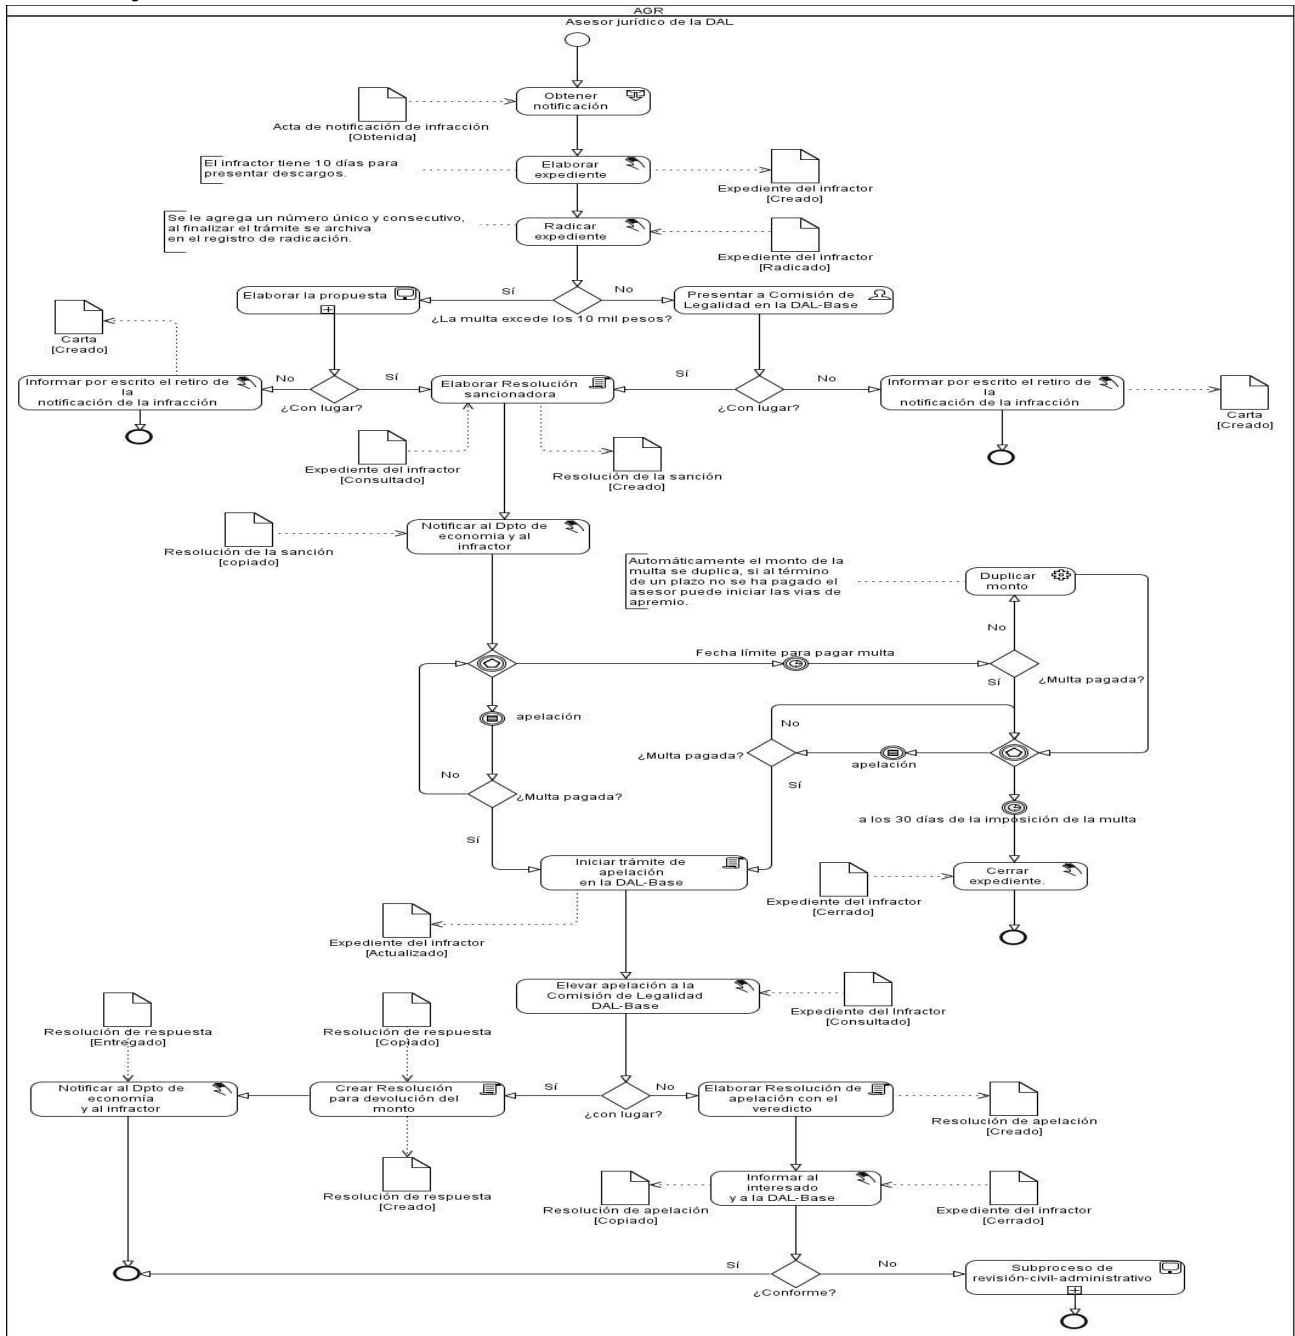 AGR
Asesor jurídico de la DAL
Obtener
notificación
Acta de notificación de infracción
[Obtenida]
El infractor tiene 10 días para
presentar descargos.
Elaborar
expediente
Expediente del infractor
[Creado]
Se le agrega un número único y consecutivo,
al finalizar el trámite se archiva
en el registro de radicación.
Radicar
expediente
Expediente del infractor
[Radicado]
Elaborar la propuesta
Sí
No
Presentar a Comisión de
Legalidad en la DAL-Base
¿La multa excede los 10 mil pesos?
Carta
[Creado]
Informar por escrito el retiro de
la
notificación de la infracción
No
Sí
¿Con lugar?
Elaborar Resolución
sancionadora
Sí
No
¿Con lugar?
Informar por escrito el retiro de
la
notificación de la infracción
Carta
[Creado]
Expediente del infractor
[Consultado]
Resolución de la sanción
[Creado]
Notificar al Dpto de
economia y al
infractor
Resolución de la sanción
[copiado]
Automáticamente el monto de la
multa se duplica, si al término
de un plazo no se ha pagado el
asesor puede iniciar las vias de
apremio.
Duplicar
monto
No
Fecha límite para pagar multa
¿Multa pagada?
Sí
apelación
No
¿Multa pagada?
apelación
Sí
No
¿Multa pagada?
a los 30 días de la imposición de la multa
Sí
Iniciar trámite de
apelación
en la DAL-Base
Cerrar
expediente.
Expediente del infractor
[Cerrado]
Expediente del infractor
[Actualizado]
Elevar apelación a la
Comisión de Legalidad
DAL-Base
Expediente del Infractor
[Consultado]
Resolución de respuesta
[Entregado]
Resolución de respuesta
[Copiado]
Notificar al Dpto de
economía
y al infractor
Crear Resolución
para devolución del
monto
Sí
No
¿con lugar?
Elaborar Resolución de
apelación con el
veredicto
Resolución de apelación
[Creado]
Resolución de respuesta
[Creado]
Informar al
interesado
y a la DAL-Base
Resolución de apelación
[Copiado]
Expediente del infractor
[Cerrado]
Sí
No
¿Conforme?
Subproceso de
revisión-civil-administrativo